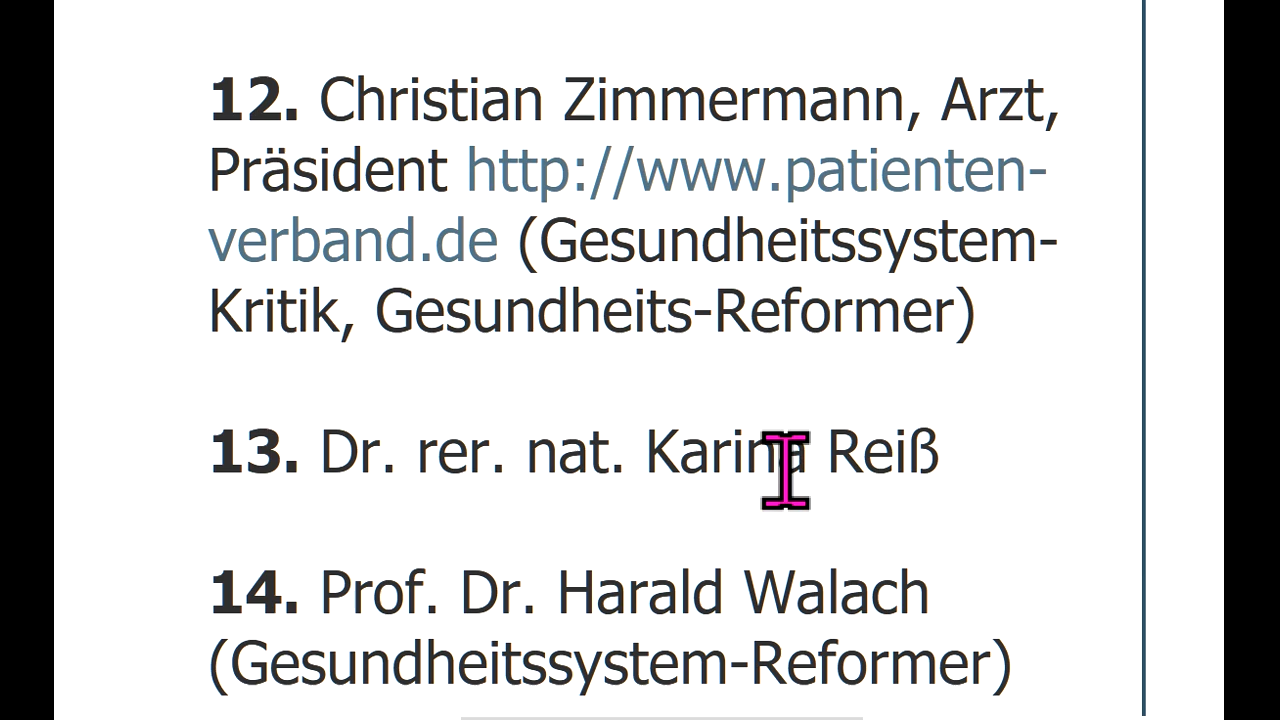 12. Christian Zimmermann, Arzt,
Präsident http://www.patienten-
verband.de (Gesundheitssystem-
Kritik, Gesundheits-Reformer)
13. Dr. rer. nat. Karina Reiß
14. Prof. Dr. Harald Walach
(Gesundheitssystem-Reformer)